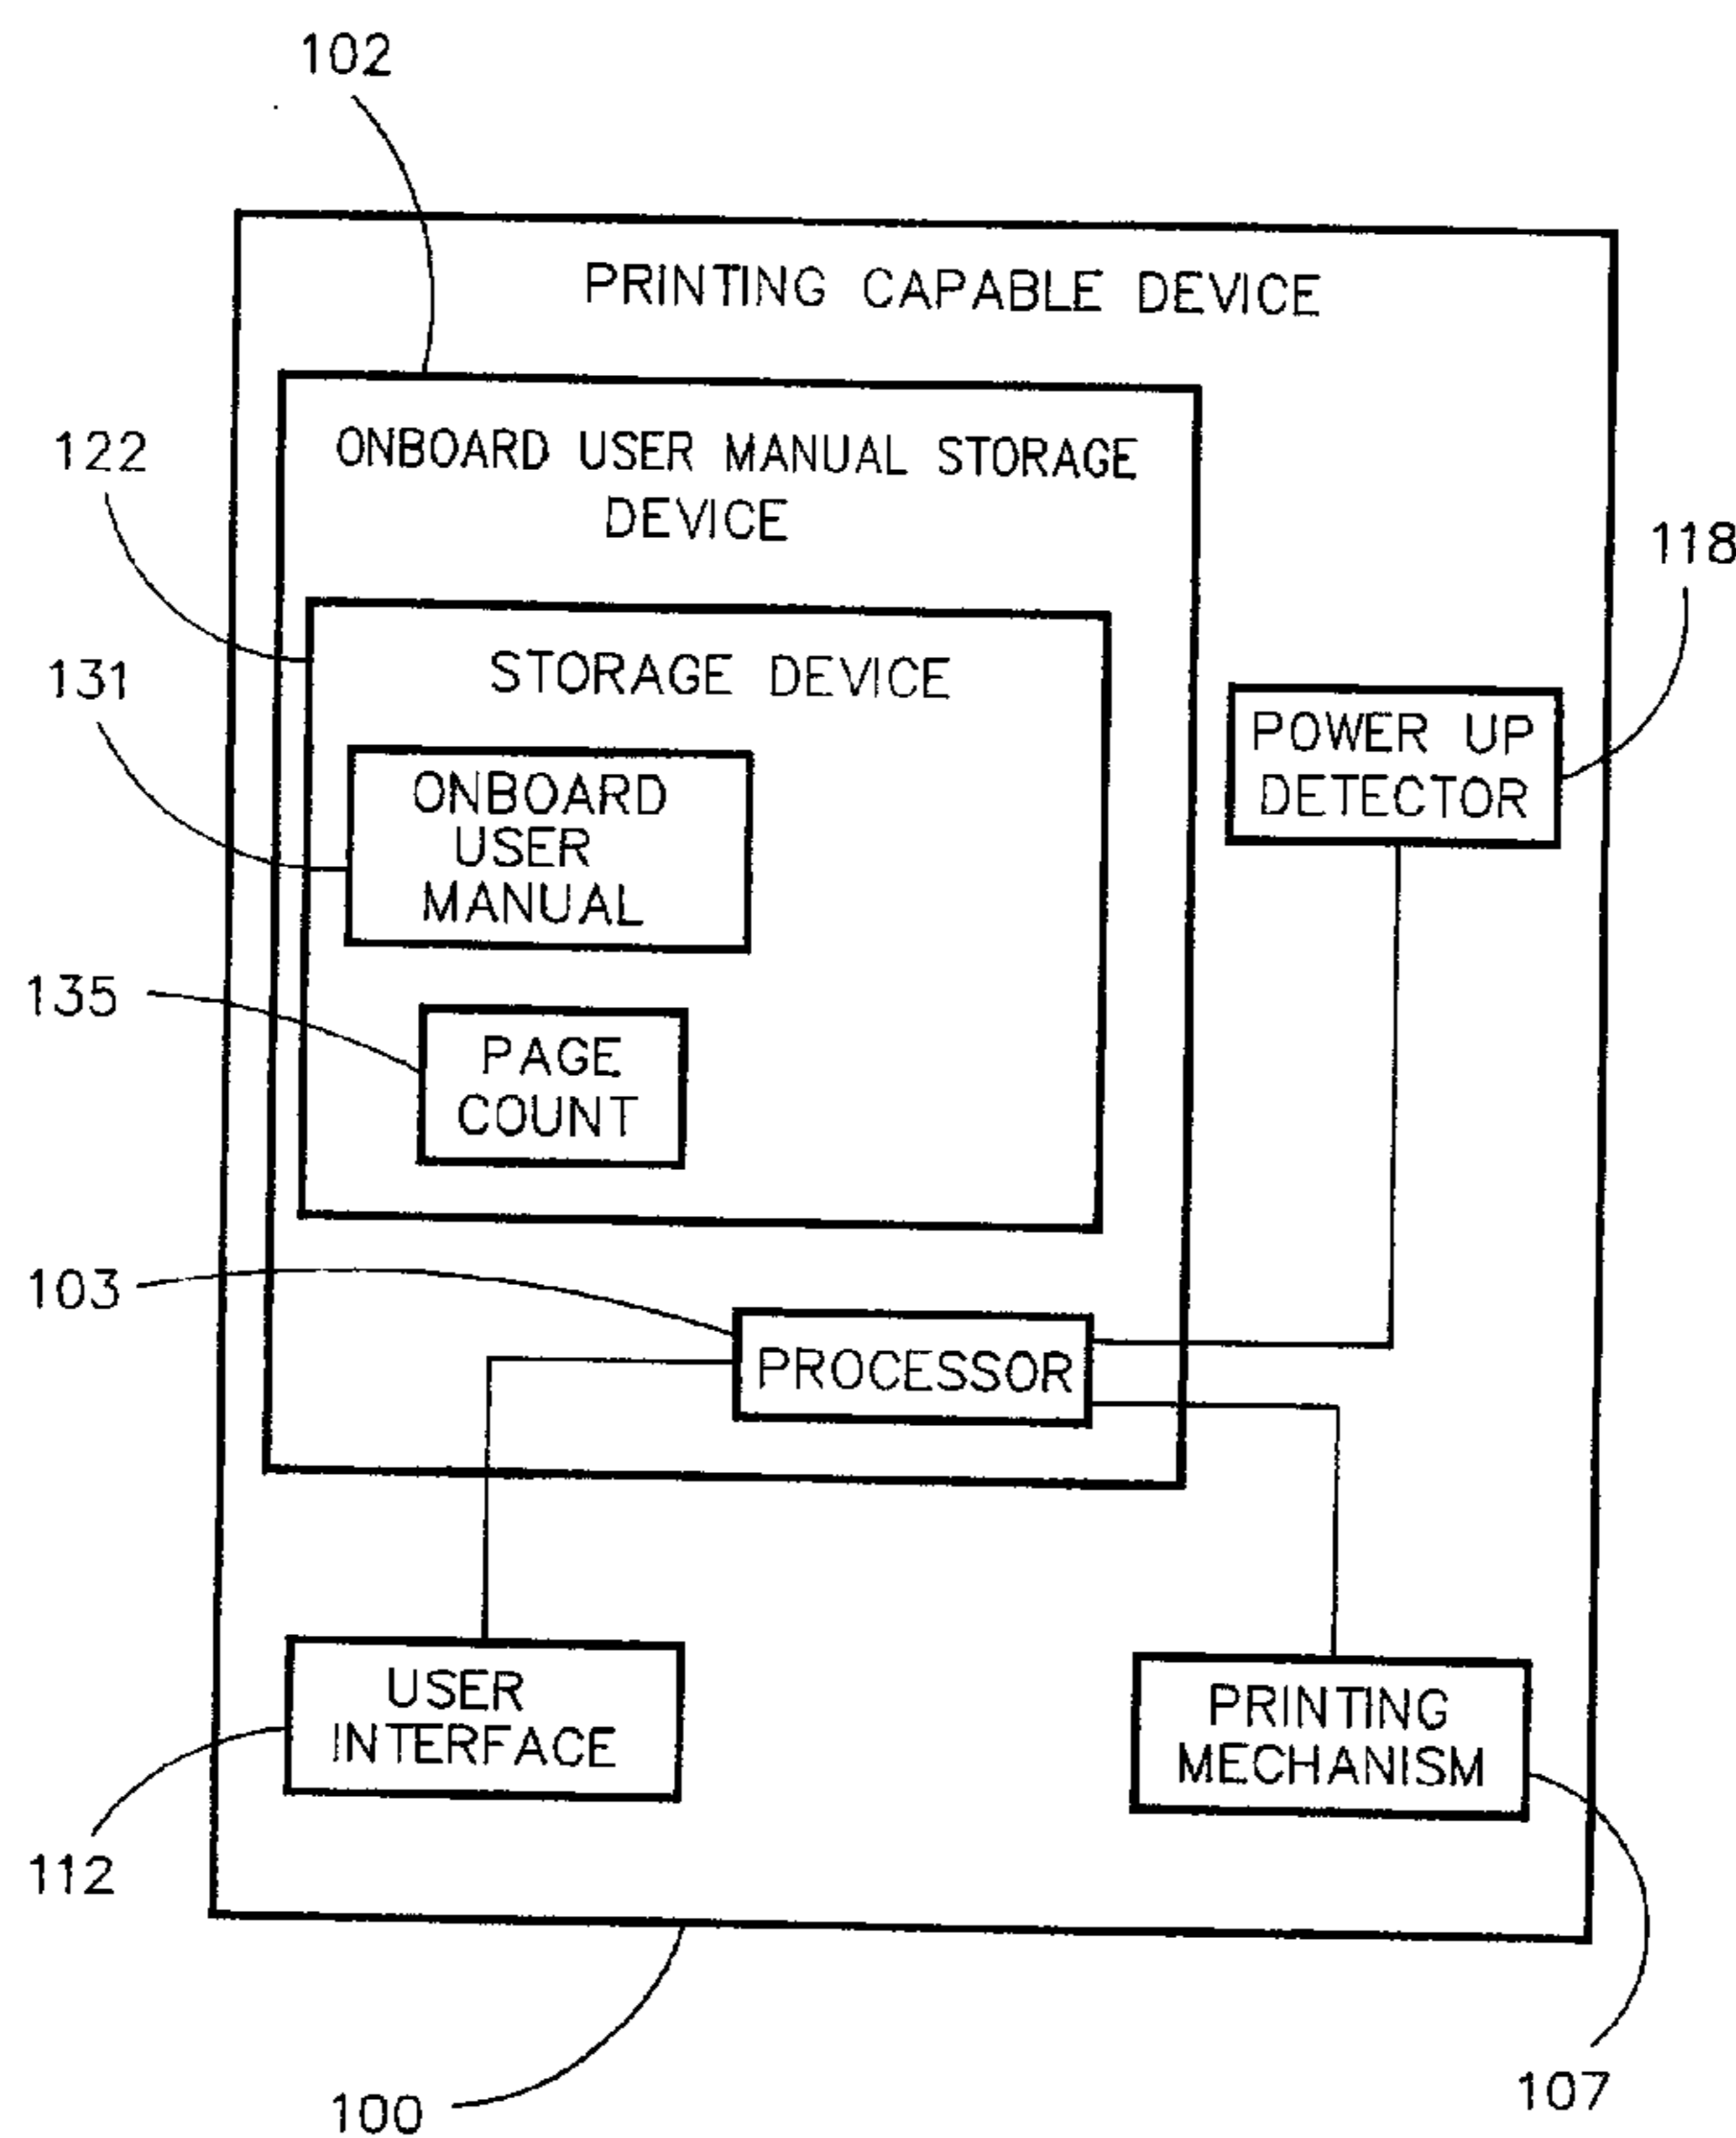 102
PRINTING CAPABLE DEVICE
122
ONBOARD USER MANUAL STORAGE
DEVICE
118
131
STORAGE DEVICE
POWER UP
DETECTOR
ONBOARD
USER
MANUAL
135
PAGE
COUNT
103
PROCESSOR
USER
INTERFACE
PRINTING
MECHANISM
112
100
107